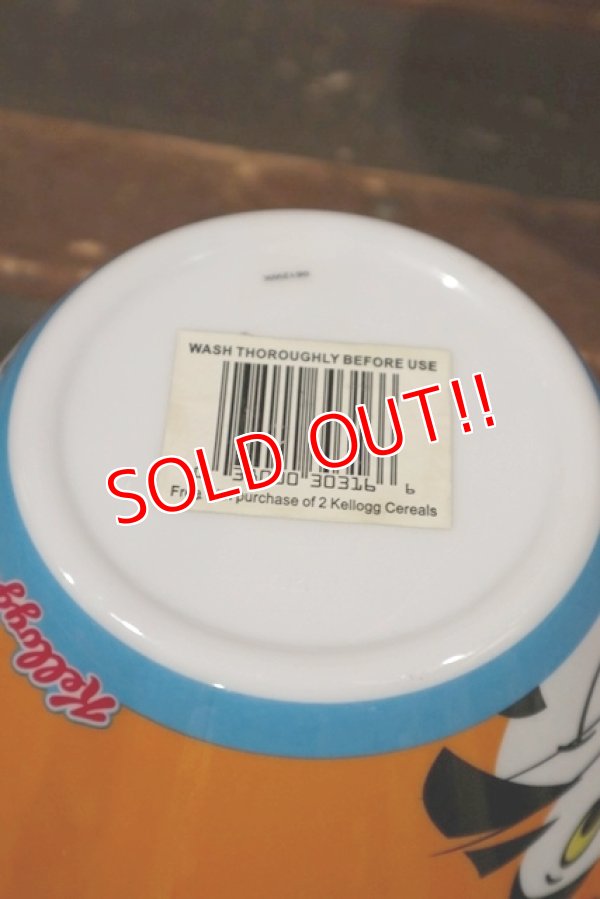 WASH THOROUGHLY BEFORE USE
SOLD OUT!!
30316 6
purchase of 2 Kellogg Cereals
Kellogg